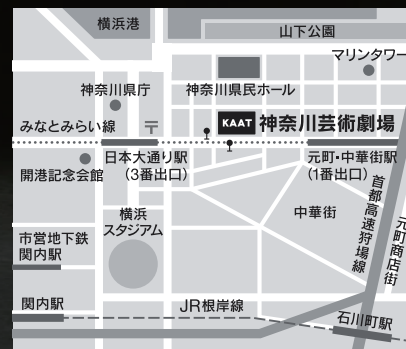 横浜港
山下公園
マリンタワー
神奈川県庁
神奈川県民ホール
みなとみらい線
〒
KAAT 神奈川芸術劇場
開港記念会館
日本大通り駅
(3番出口)
元町・中華街駅
(1番出口)
首都高速狩場線
元町商店街
中華街
横浜
スタジアム
市営地下鉄
関内駅
関内駅
JR根岸線
石川町駅